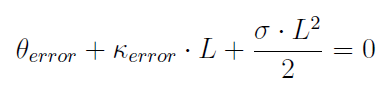 θ_error + κ_error · L + (σ · L²)/2 = 0